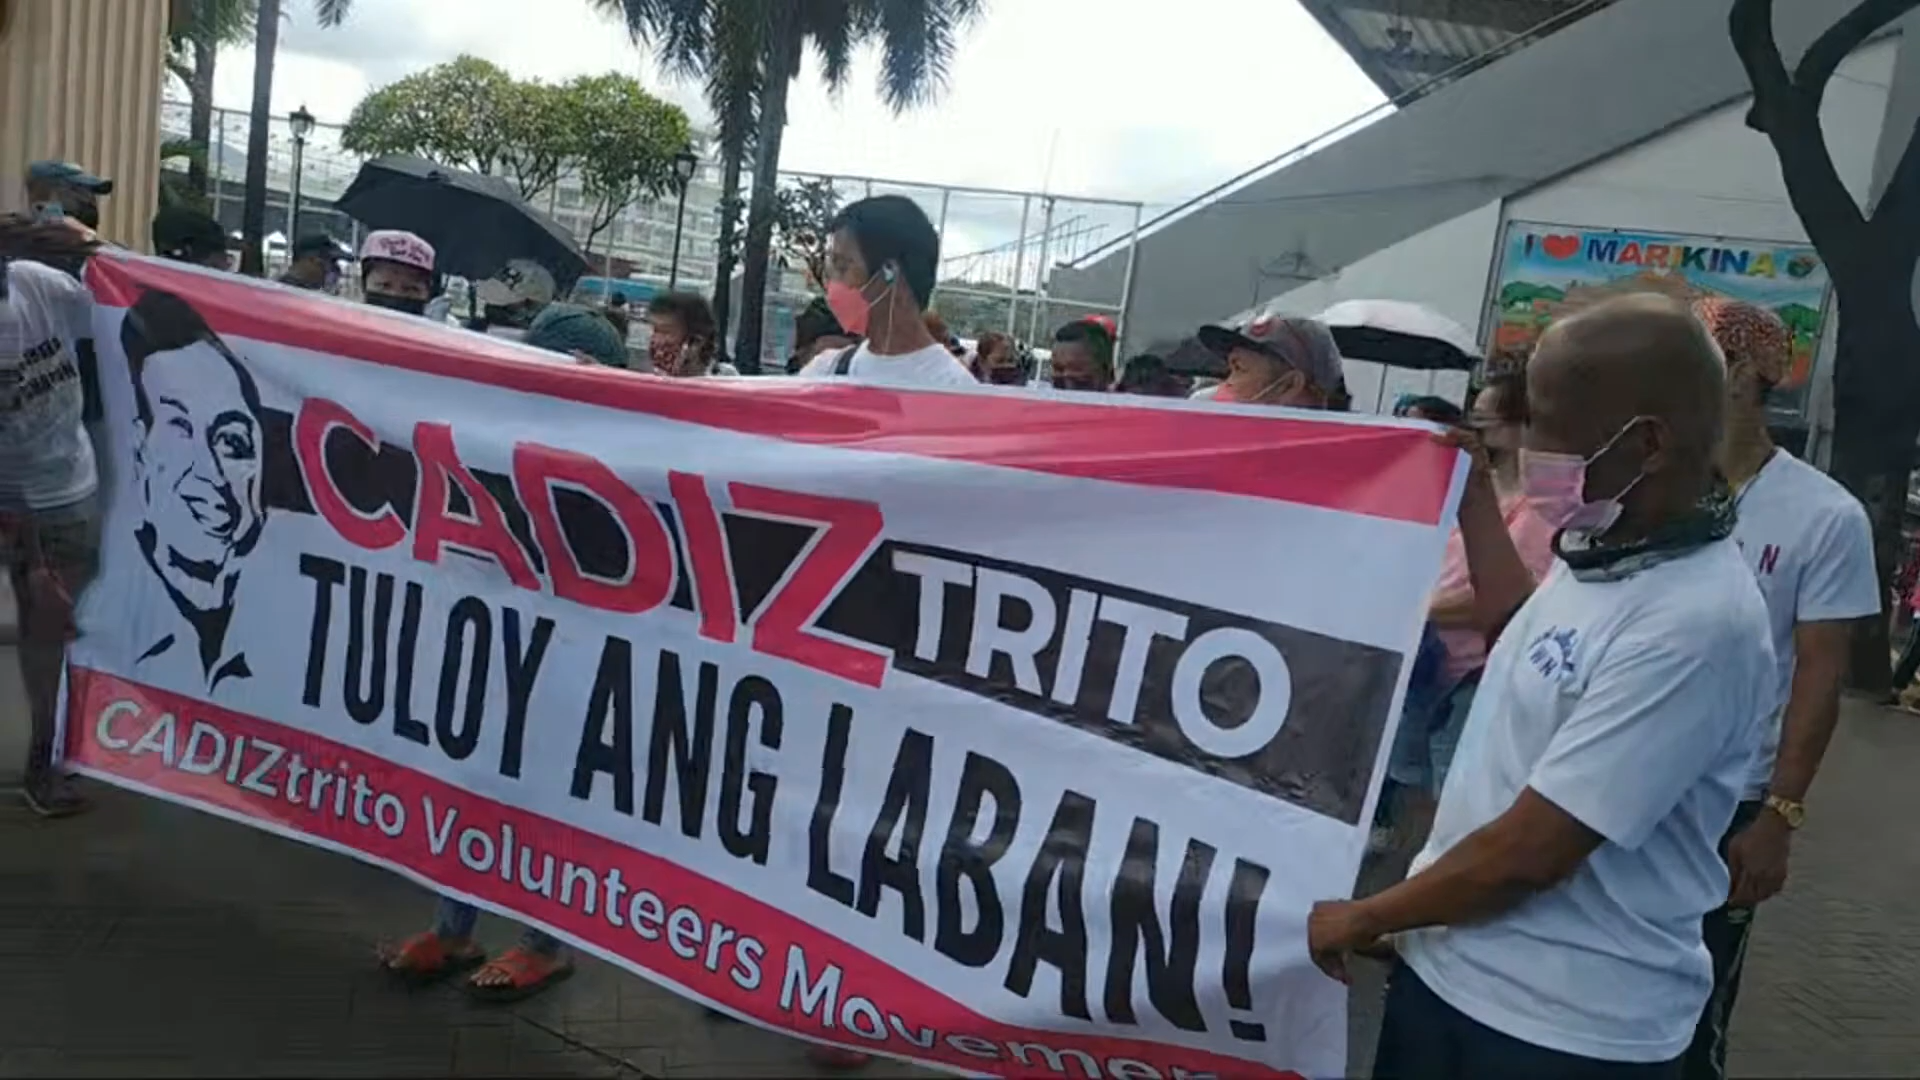 I ❤ MARIKINA
CADIZTRITO
TULOY ANG LABAN!
CADIZtrito Volunteers Movemen